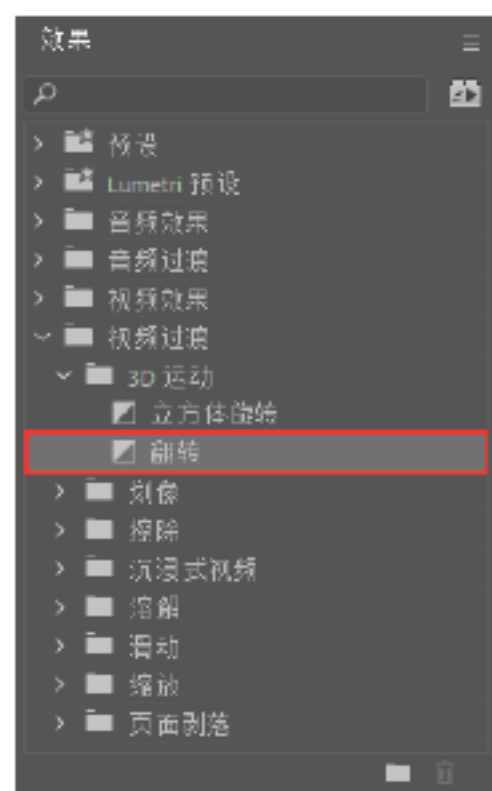 效果
预设
Lumetri 预设
音频效果
音频过渡
视频效果
视频过渡
3D 运动
立方体旋转
翻转
划像
擦除
沉浸式视频
溶解
滑动
缩放
页面剥落